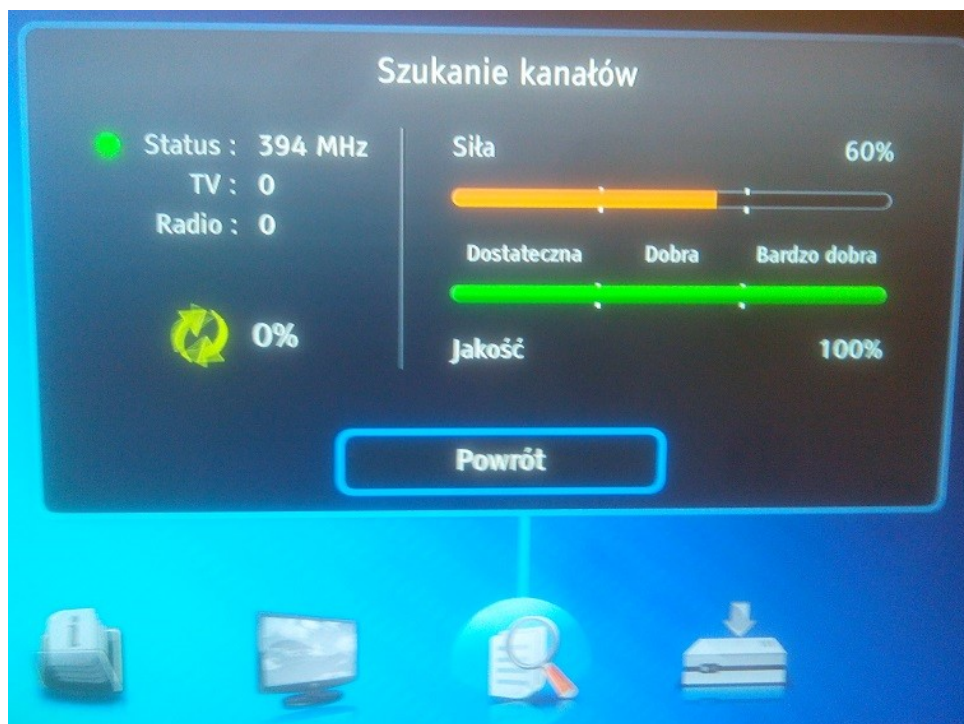 Szukanie kanałów
Status : 394 MHz
TV : 0
Radio : 0
0%
Siła 60%
Dostateczna Dobra Bardzo dobra
Jakość 100%
Powrót